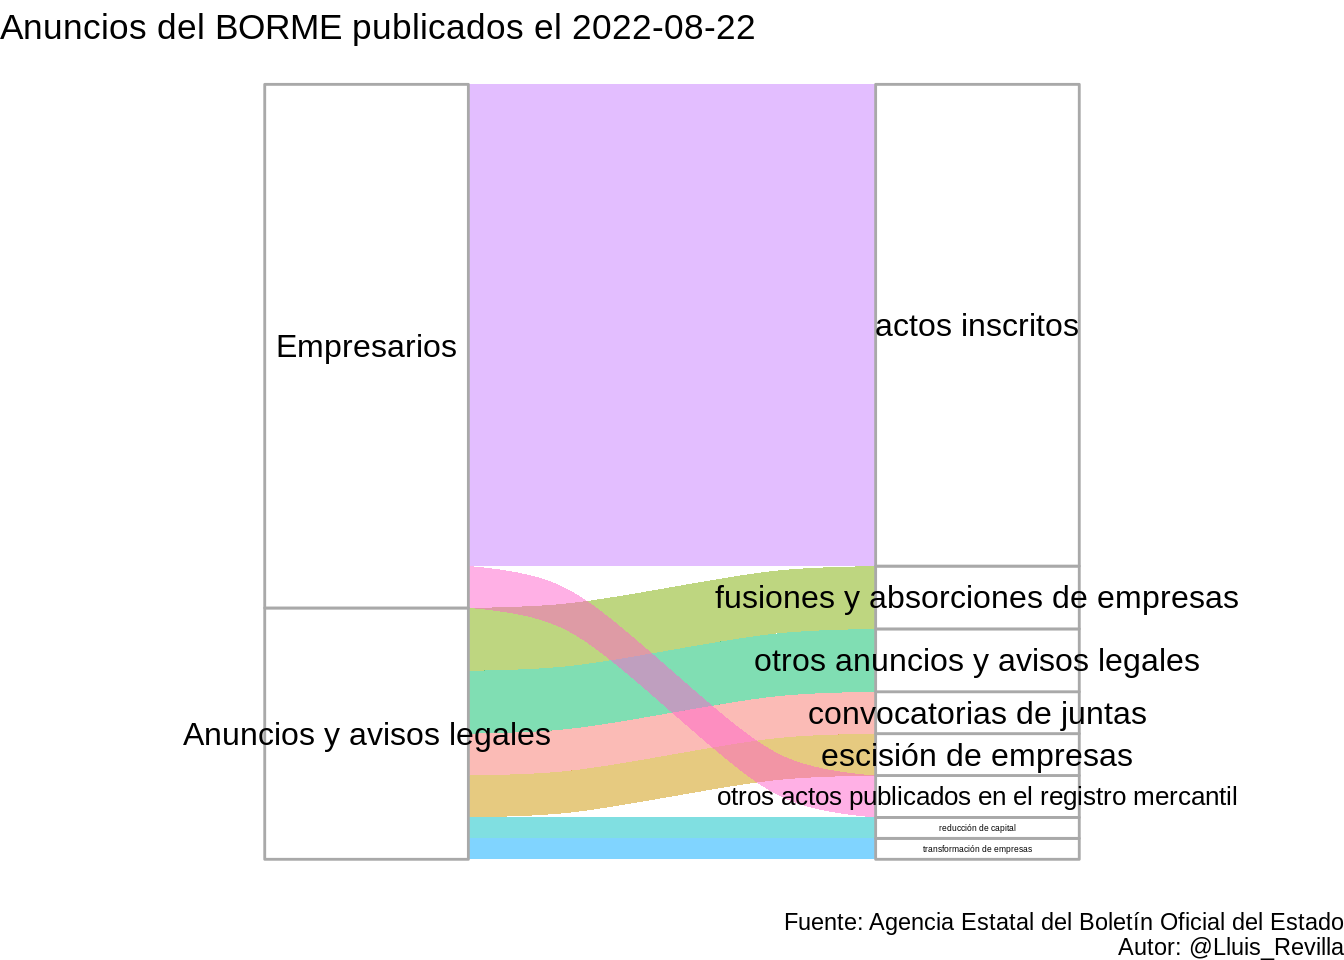 Anuncios del BORME publicados el 2022-08-22
Empresarios
actos inscritos
fusiones y absorciones de empresas
otros anuncios y avisos legales
convocatorias de juntas
Anuncios y avisos legales
escisión de empresas
otros actos publicados en el registro mercantil
reducción de capital
transformación de empresas
Fuente: Agencia Estatal del Boletín Oficial del Estado
Autor: @Lluis_Revilla